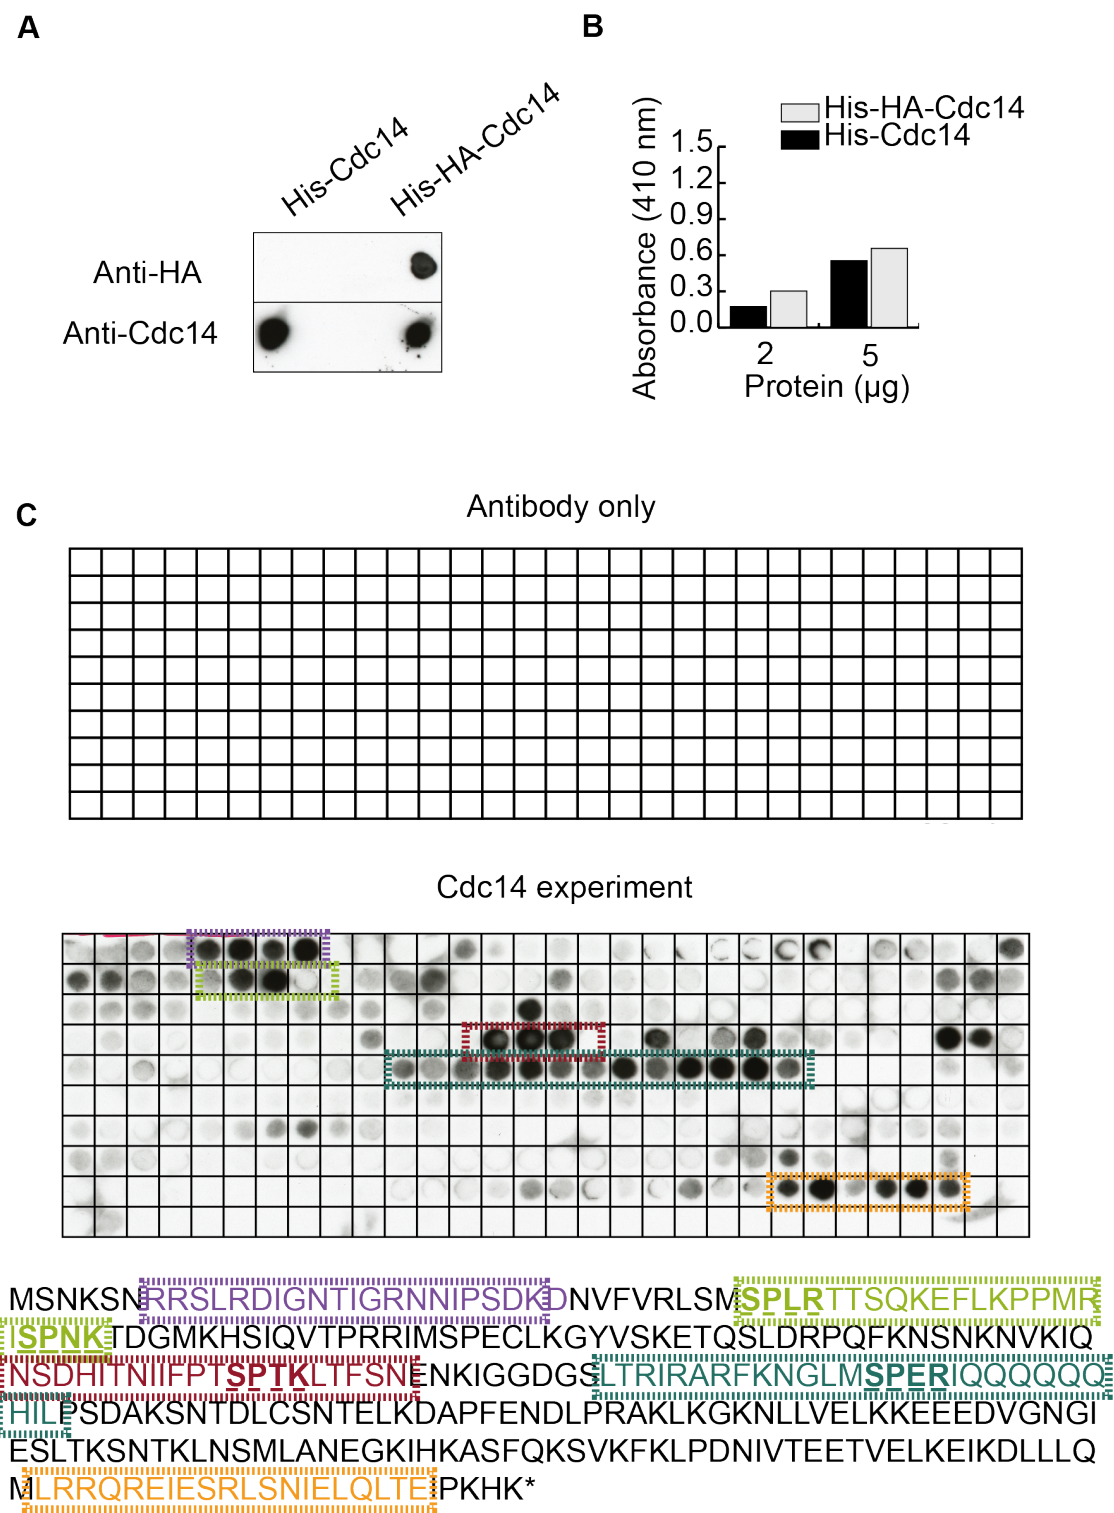 A
B
His-Cdc14
His-HA-Cdc14
Anti-HA
Anti-Cdc14
His-HA-Cdc14
His-Cdc14
Absorbance (410 nm)
1.5
1.2
0.9
0.6
0.3
0.0
2
5
Protein (µg)
C
Antibody only
Cdc14 experiment
MSNKSNRRSLRDIGNTIGRNNIPSDKDNVFVRLSMSPLRTTSQKEFLKPPMR
ISPNKTDGMKHSIQVTPRRIMSPECLKGYVSKETQSLDRPQFKNSNKNVKIQ
NSDHITNIIFPTSPTKLTFSNENKIGGDGSLTRIRARFKNGLMSPERIQQQQQQ
HILPSDAKSNTDLCSNTELKDAPFENDLPRAKLKGKNLLVELKKEEEDVGNGI
ESLTKSNTKLNSMLANEGKIHKASFQKSVKFKLPDNIVTEETVELKEIKDLLLQ
MLRRQREIESRLSNIELQLTEIPKHK*